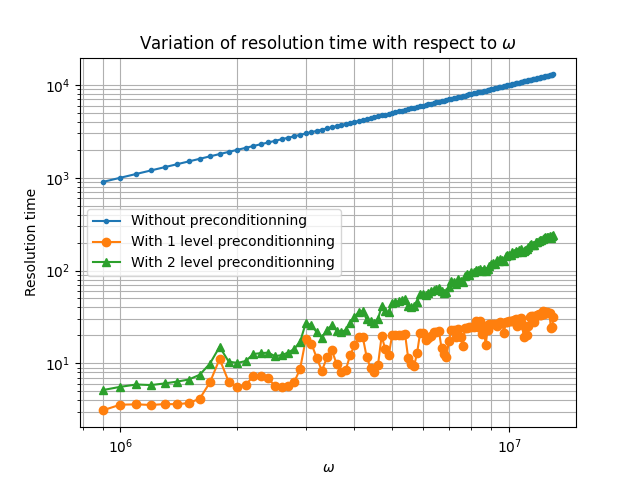 Variation of resolution time with respect to ω
10⁴
10³
10²
10¹
Resolution time
Without preconditionning
With 1 level preconditionning
With 2 level preconditionning
10⁶
10⁷
ω